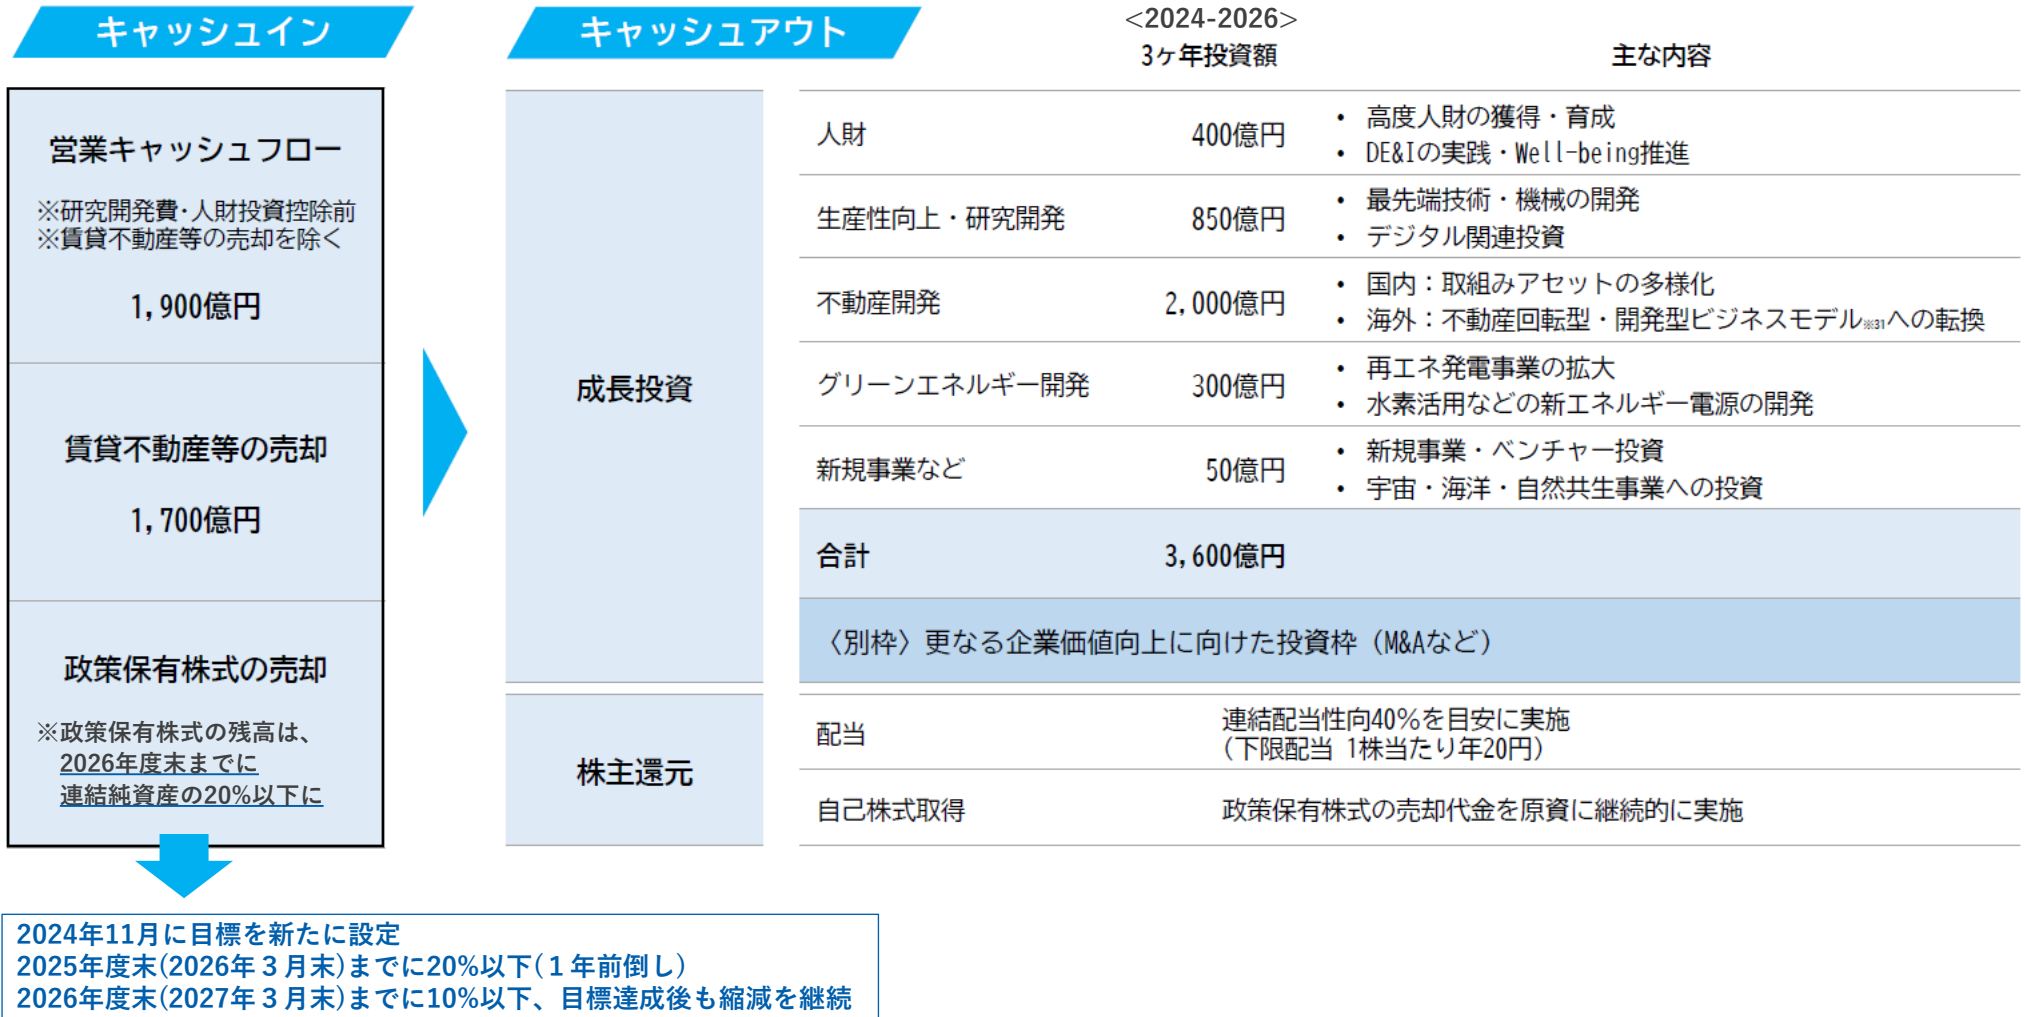 キャッシュイン
営業キャッシュフロー
※研究開発費・人財投資控除前
※賃貸不動産等の売却を除く
1,900億円
賃貸不動産等の売却
1,700億円
政策保有株式の売却
※政策保有株式の残高は、
2026年度末までに
連結純資産の20%以下に
2024年11月に目標を新たに設定
2025年度末(2026年３月末)までに20%以下(１年前倒し)
2026年度末(2027年３月末)までに10%以下、目標達成後も縮減を継続
キャッシュアウト
<2024-2026>
3ヶ年投資額
主な内容
成長投資
人財
400億円
• 高度人財の獲得・育成
• DE&Iの実践・Well-being推進
生産性向上・研究開発
850億円
• 最先端技術・機械の開発
• デジタル関連投資
不動産開発
2,000億円
• 国内：取組みアセットの多様化
• 海外：不動産回転型・開発型ビジネスモデル※31への転換
グリーンエネルギー開発
300億円
• 再エネ発電事業の拡大
• 水素活用などの新エネルギー電源の開発
新規事業など
50億円
• 新規事業・ベンチャー投資
• 宇宙・海洋・自然共生事業への投資
合計
3,600億円
〈別枠〉更なる企業価値向上に向けた投資枠（M&Aなど）
株主還元
配当
連結配当性向40%を目安に実施
（下限配当 1株当たり年20円）
自己株式取得
政策保有株式の売却代金を原資に継続的に実施